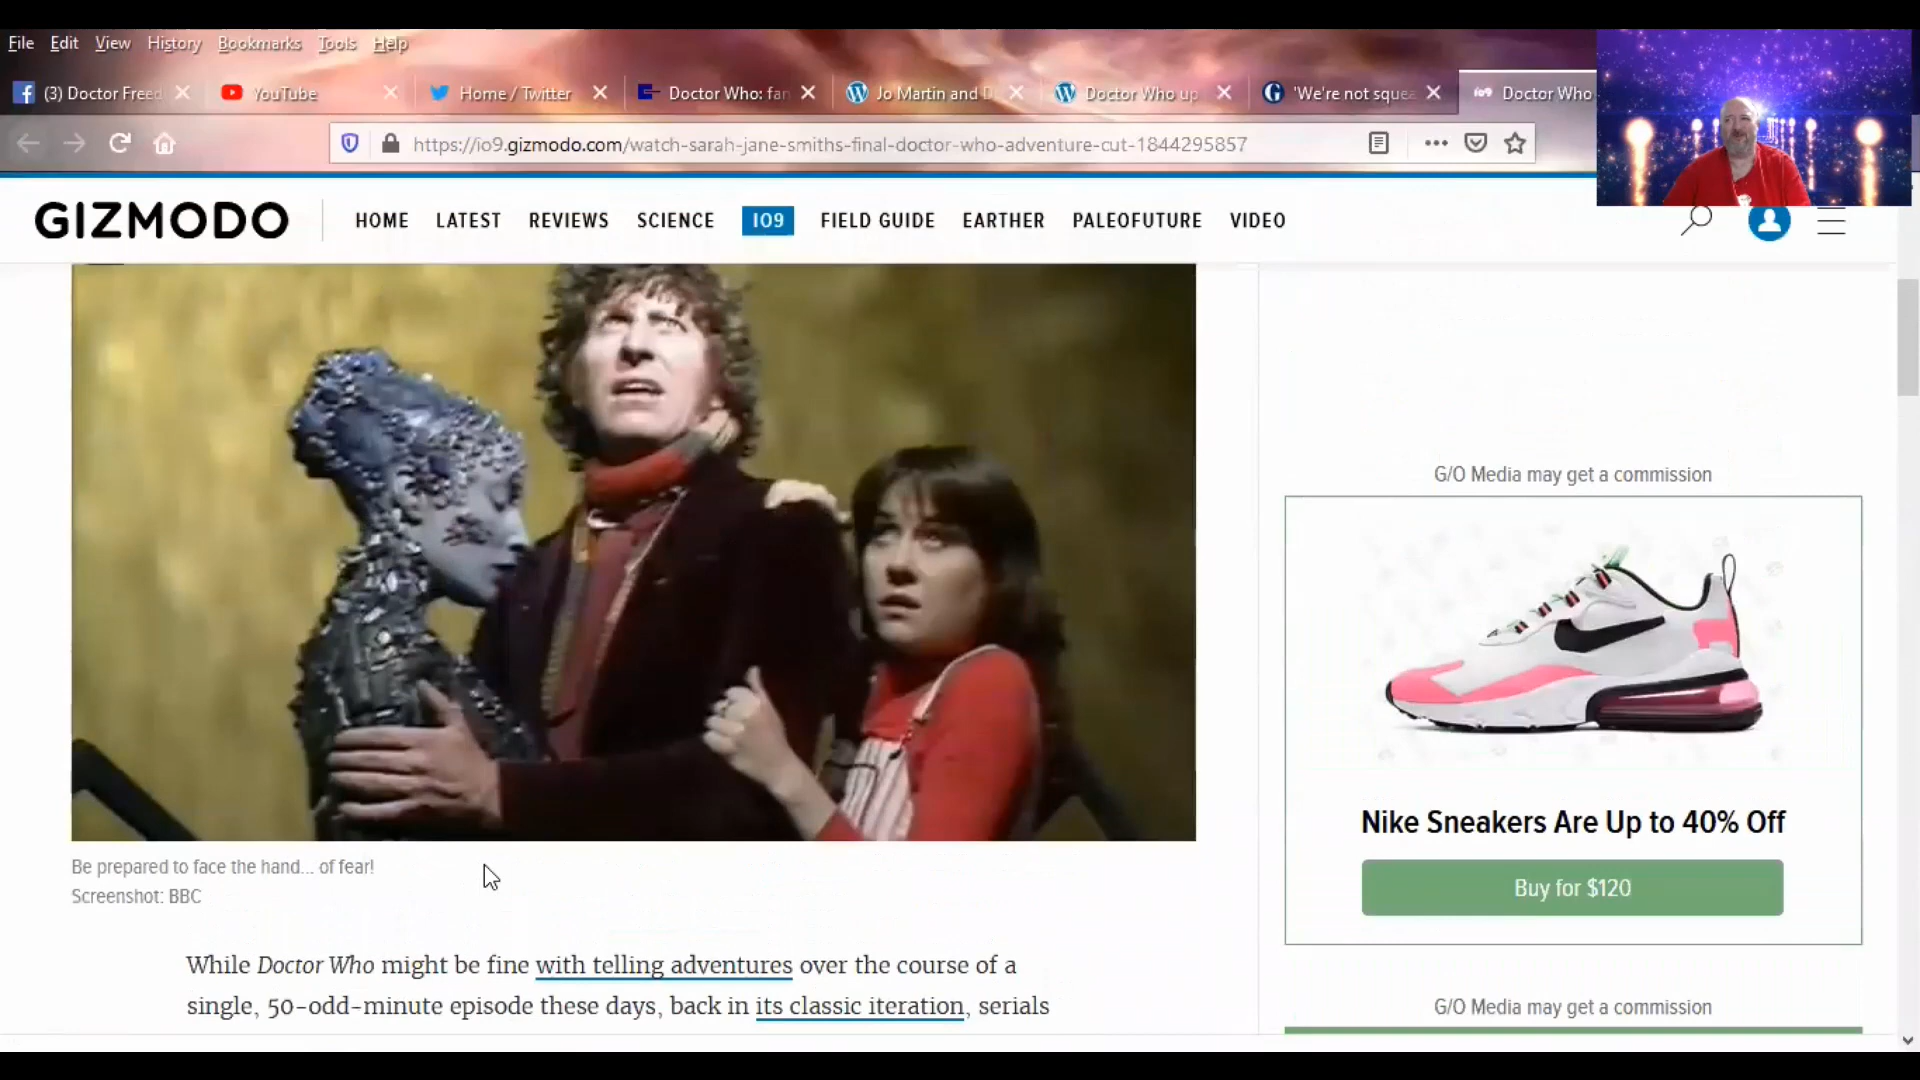 File Edit View History Bookmarks Tools Help
(3) Doctor Freed
YouTube
Home / Twitter
Doctor Who: fan
Jo Martin and D
Doctor Who up
'We're not squea
io9 Doctor Who
https://io9.gizmodo.com/watch-sarah-jane-smiths-final-doctor-who-adventure-cut-1844295857
GIZMODO
HOME LATEST REVIEWS SCIENCE IO9 FIELD GUIDE EARTHER PALEOFUTURE VIDEO
Be prepared to face the hand... of fear!
Screenshot: BBC
While Doctor Who might be fine with telling adventures over the course of a
single, 50-odd-minute episode these days, back in its classic iteration, serials
G/O Media may get a commission
Nike Sneakers Are Up to 40% Off
Buy for $120
G/O Media may get a commission